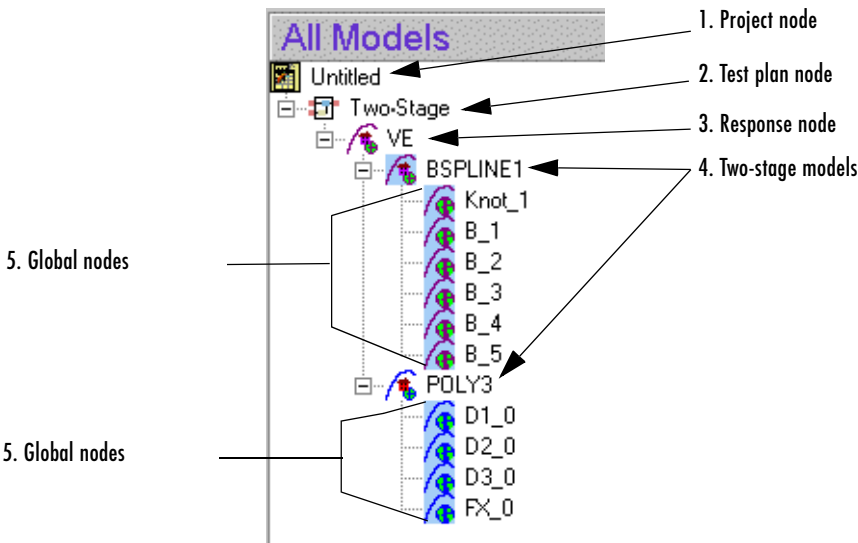 All Models
1. Project node
Untitled
2. Test plan node
Two-Stage
3. Response node
VE
4. Two-stage models
BSPLINE1
Knot_1
B_1
B_2
5. Global nodes
B_3
B_4
B_5
POLY3
D1_0
D2_0
5. Global nodes
D3_0
FX_0